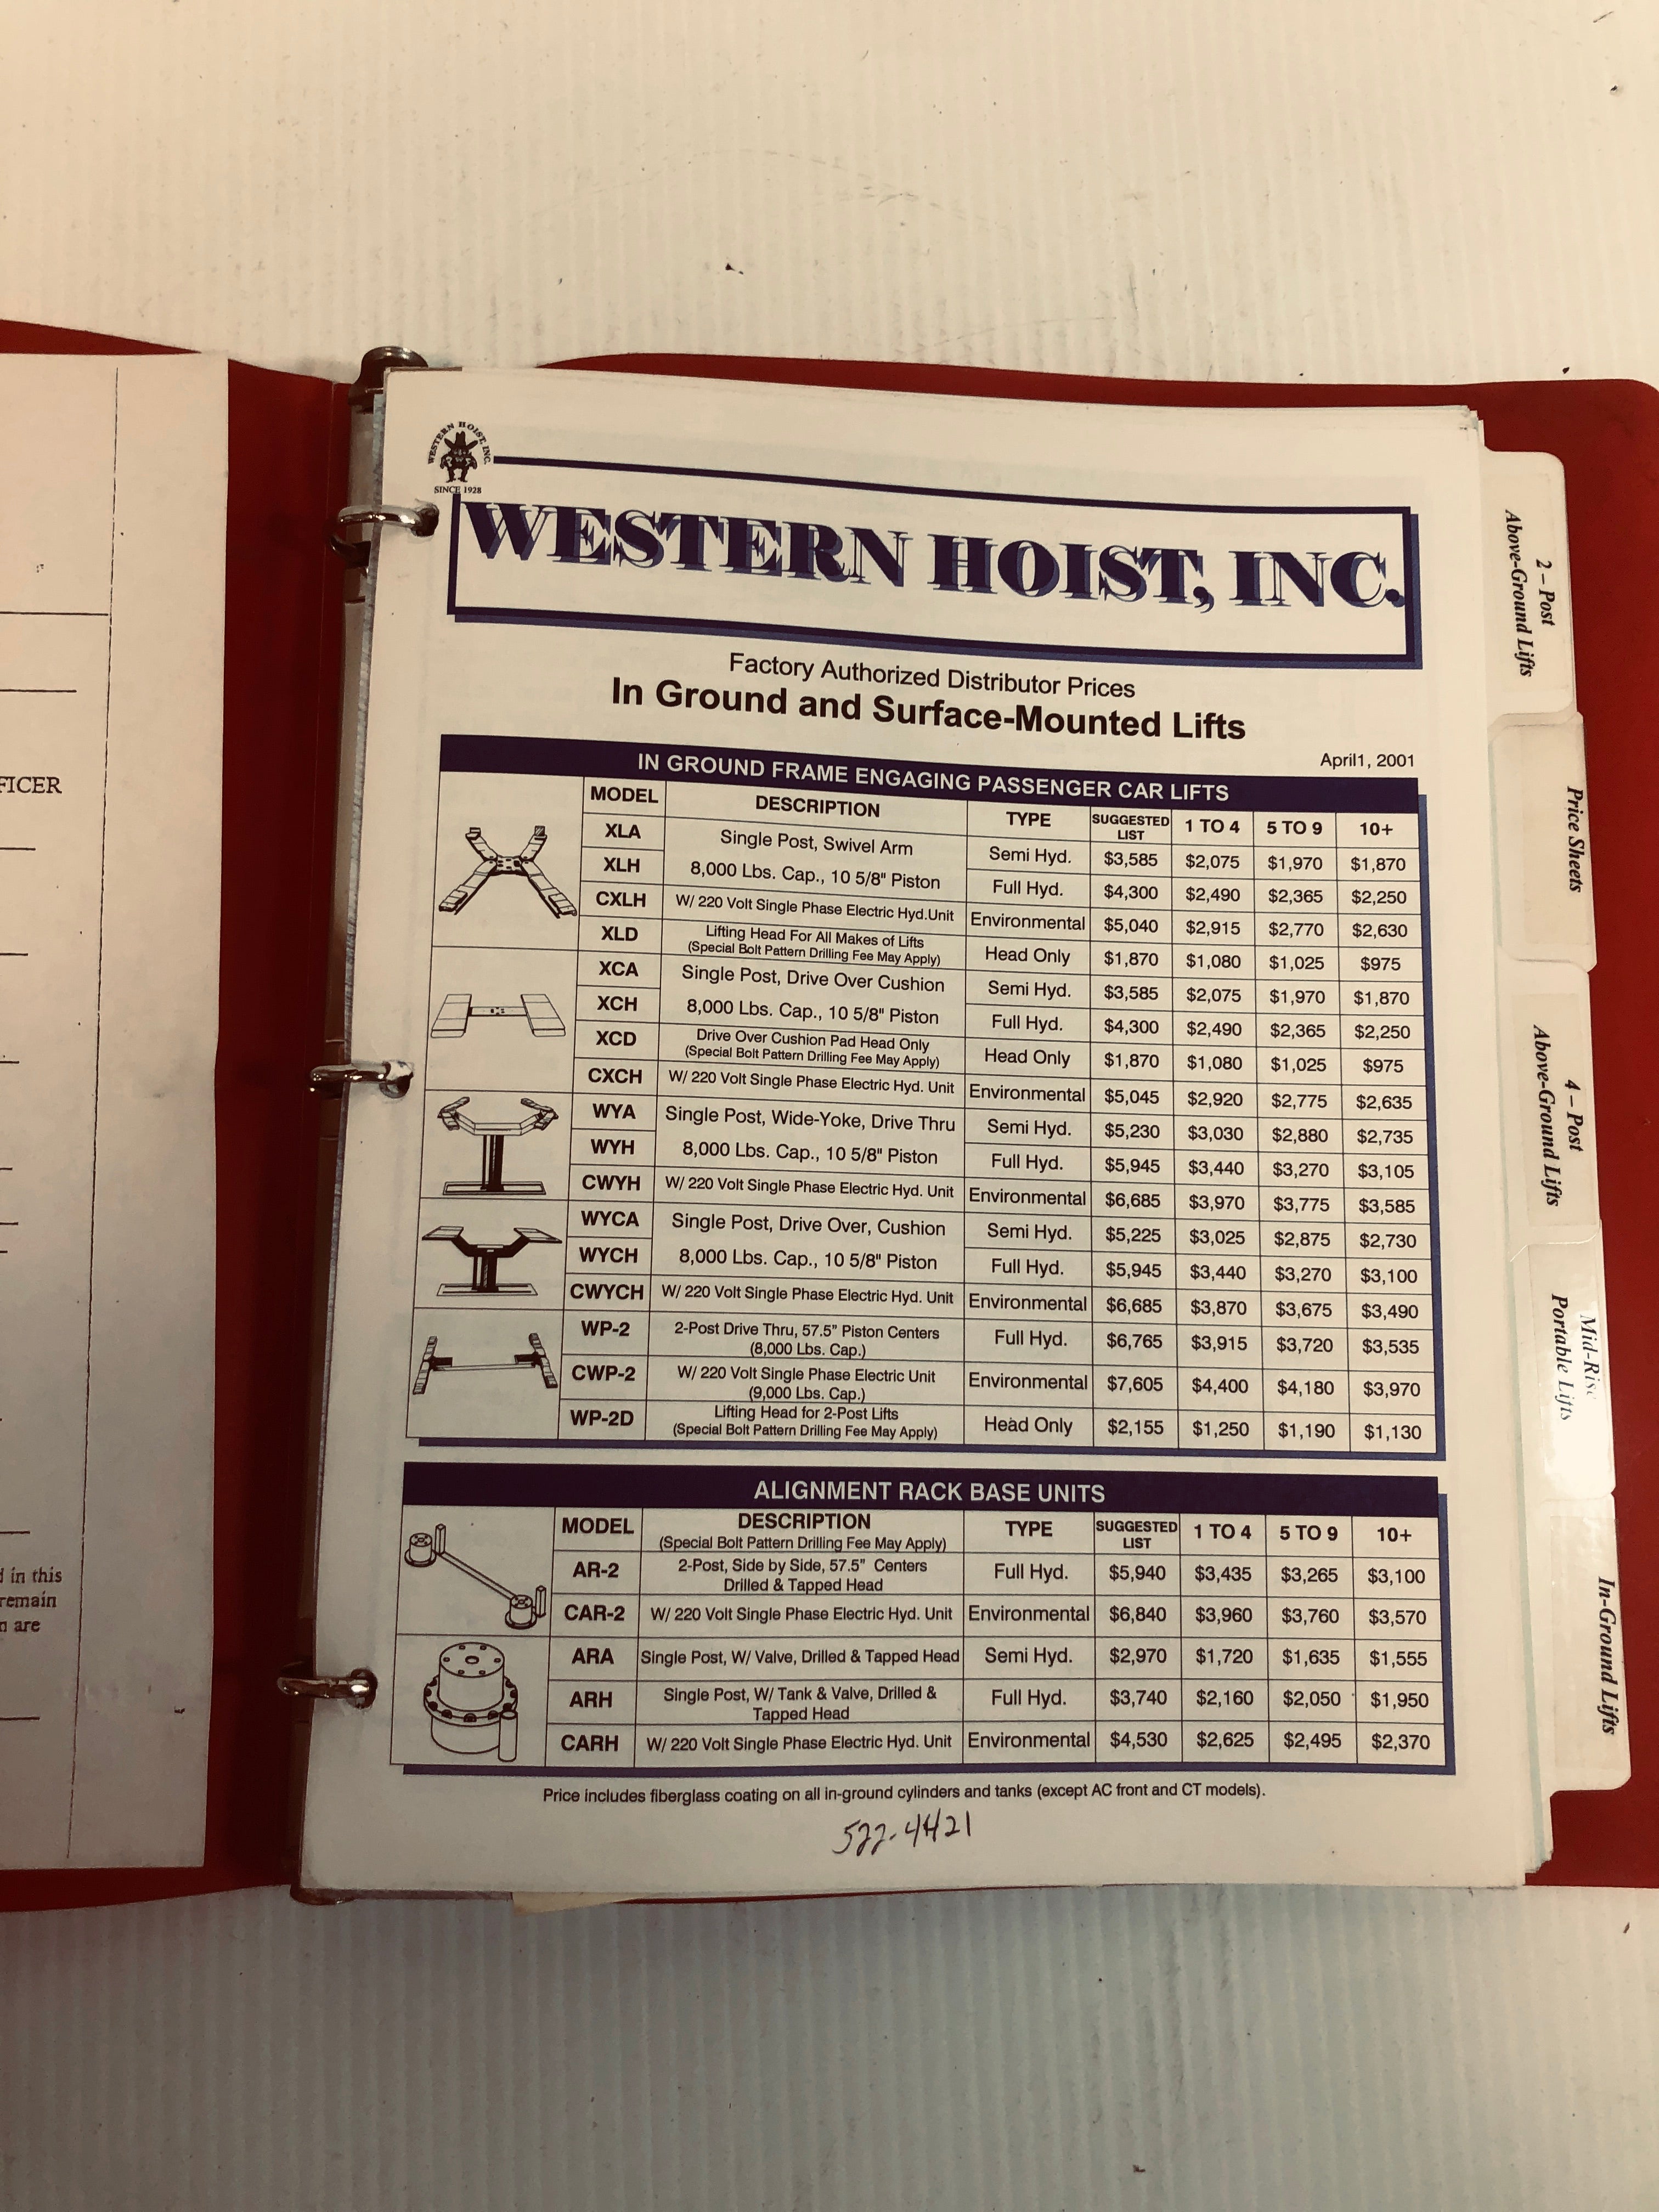 FICER
d in this
remain
n are
WESTERN HOIST, INC.
SINCE 1928
WESTERN HOIST, INC.
Factory Authorized Distributor Prices
In Ground and Surface-Mounted Lifts
April1, 2001
IN GROUND FRAME ENGAGING PASSENGER CAR LIFTS
MODEL DESCRIPTION TYPE SUGGESTED LIST 1 TO 4 5 TO 9 10+
XLA Single Post, Swivel Arm Semi Hyd. $3,585 $2,075 $1,970 $1,870
XLH 8,000 Lbs. Cap., 10 5/8" Piston Full Hyd. $4,300 $2,490 $2,365 $2,250
CXLH W/ 220 Volt Single Phase Electric Hyd.Unit Environmental $5,040 $2,915 $2,770 $2,630
XLD Lifting Head For All Makes of Lifts (Special Bolt Pattern Drilling Fee May Apply) Head Only $1,870 $1,080 $1,025 $975
XCA Single Post, Drive Over Cushion Semi Hyd. $3,585 $2,075 $1,970 $1,870
XCH 8,000 Lbs. Cap., 10 5/8" Piston Full Hyd. $4,300 $2,490 $2,365 $2,250
XCD Drive Over Cushion Pad Head Only (Special Bolt Pattern Drilling Fee May Apply) Head Only $1,870 $1,080 $1,025 $975
CXCH W/ 220 Volt Single Phase Electric Hyd. Unit Environmental $5,045 $2,920 $2,775 $2,635
WYA Single Post, Wide-Yoke, Drive Thru Semi Hyd. $5,230 $3,030 $2,880 $2,735
WYH 8,000 Lbs. Cap., 10 5/8" Piston Full Hyd. $5,945 $3,440 $3,270 $3,105
CWYH W/ 220 Volt Single Phase Electric Hyd. Unit Environmental $6,685 $3,970 $3,775 $3,585
WYCA Single Post, Drive Over, Cushion Semi Hyd. $5,225 $3,025 $2,875 $2,730
WYCH 8,000 Lbs. Cap., 10 5/8" Piston Full Hyd. $5,945 $3,440 $3,270 $3,100
CWYCH W/ 220 Volt Single Phase Electric Hyd. Unit Environmental $6,685 $3,870 $3,675 $3,490
WP-2 2-Post Drive Thru, 57.5" Piston Centers (8,000 Lbs. Cap.) Full Hyd. $6,765 $3,915 $3,720 $3,535
CWP-2 W/ 220 Volt Single Phase Electric Unit (9,000 Lbs. Cap.) Environmental $7,605 $4,400 $4,180 $3,970
WP-2D Lifting Head for 2-Post Lifts (Special Bolt Pattern Drilling Fee May Apply) Head Only $2,155 $1,250 $1,190 $1,130
ALIGNMENT RACK BASE UNITS
MODEL DESCRIPTION (Special Bolt Pattern Drilling Fee May Apply) TYPE SUGGESTED LIST 1 TO 4 5 TO 9 10+
AR-2 2-Post, Side by Side, 57.5" Centers Drilled & Tapped Head Full Hyd. $5,940 $3,435 $3,265 $3,100
CAR-2 W/ 220 Volt Single Phase Electric Hyd. Unit Environmental $6,840 $3,960 $3,760 $3,570
ARA Single Post, W/ Valve, Drilled & Tapped Head Semi Hyd. $2,970 $1,720 $1,635 $1,555
ARH Single Post, W/ Tank & Valve, Drilled & Tapped Head Full Hyd. $3,740 $2,160 $2,050 $1,950
CARH W/ 220 Volt Single Phase Electric Hyd. Unit Environmental $4,530 $2,625 $2,495 $2,370
Price includes fiberglass coating on all in-ground cylinders and tanks (except AC front and CT models).
522-4421
2 – Post
Above-Ground Lifts
Price Sheets
4 – Post
Above-Ground Lifts
Mid-Rise
Portable Lifts
In-Ground Lifts